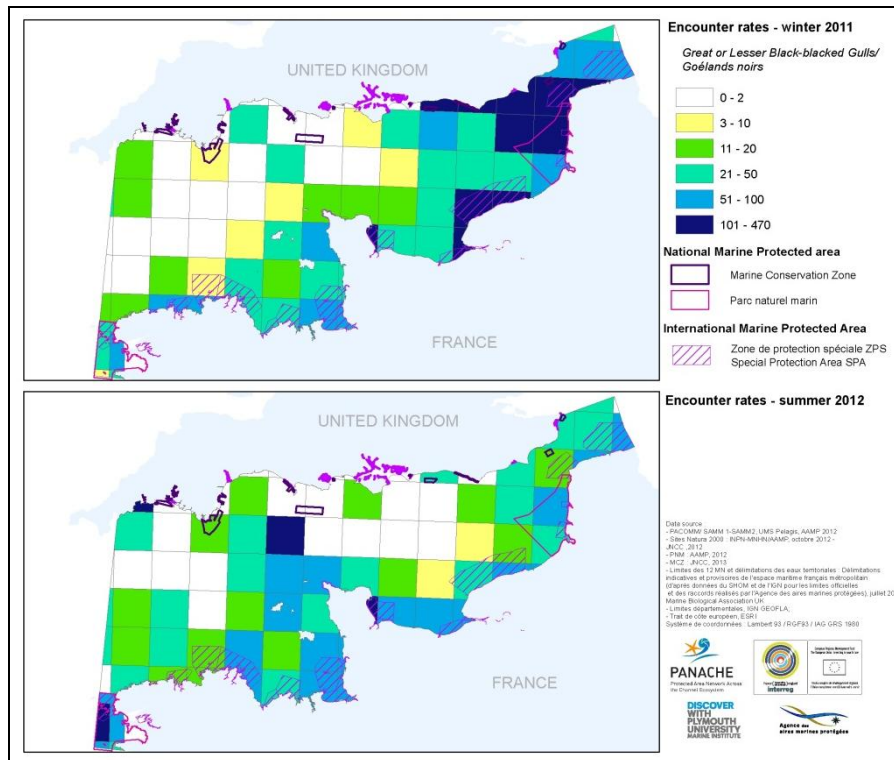 Encounter rates - winter 2011
Great or Lesser Black-blacked Gulls/
Goélands noirs
0 - 2
3 - 10
11 - 20
21 - 50
51 - 100
101 - 470
National Marine Protected area
Marine Conservation Zone
Parc naturel marin
International Marine Protected Area
Zone de protection spéciale ZPS
Special Protection Area SPA
UNITED KINGDOM
FRANCE
Encounter rates - summer 2012
UNITED KINGDOM
FRANCE
Data source :
- PACOMM/ SAMM 1-SAMM2, UMS Pelagis, AAMP 2012
- Sites Natura 2000 : INPN-MNHN/AAMP, octobre 2012 -
JNCC, 2012
- PNM : AAMP, 2012
- MCZ : JNCC, 2013
- Limites des 12 MN et délimitations des eaux territoriales : Délimitations
indicatives et provisoires de l'espace maritime français métropolitain
(d'après données du SHOM et de l'IGN pour les limites officielles
et des raccords réalisés par l'Agence des aires marines protégées), juillet 20
Marine Biological Association UK
- Limites départementales, IGN GEOFLA,
- Trait de côte européen, ESRI
Système de coordonnées : Lambert 93 / RGF93 / IAG GRS 1980
PANACHE
Protected Area Network Across
the Channel Ecosystem
interreg
DISCOVER
WITH
PLYMOUTH
UNIVERSITY
MARINE INSTITUTE
Agence des
aires marines protégées